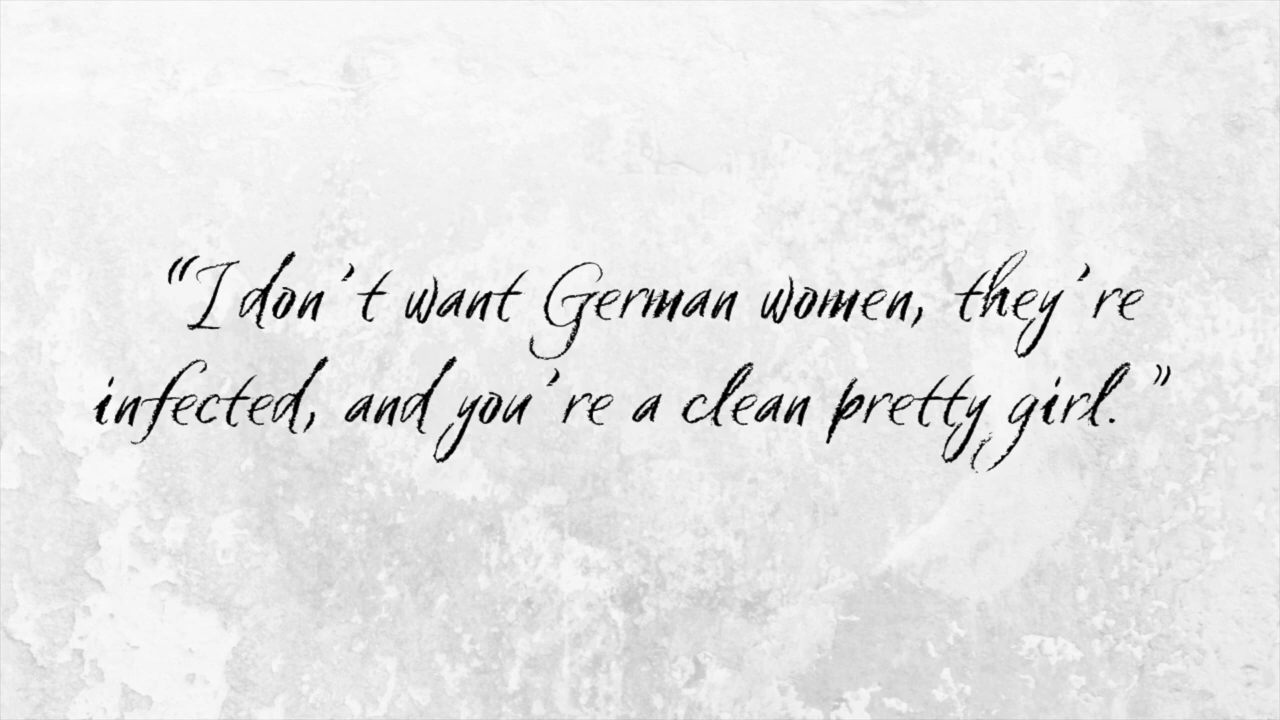 “I don’t want German women, they’re
infected, and you’re a clean pretty girl.”